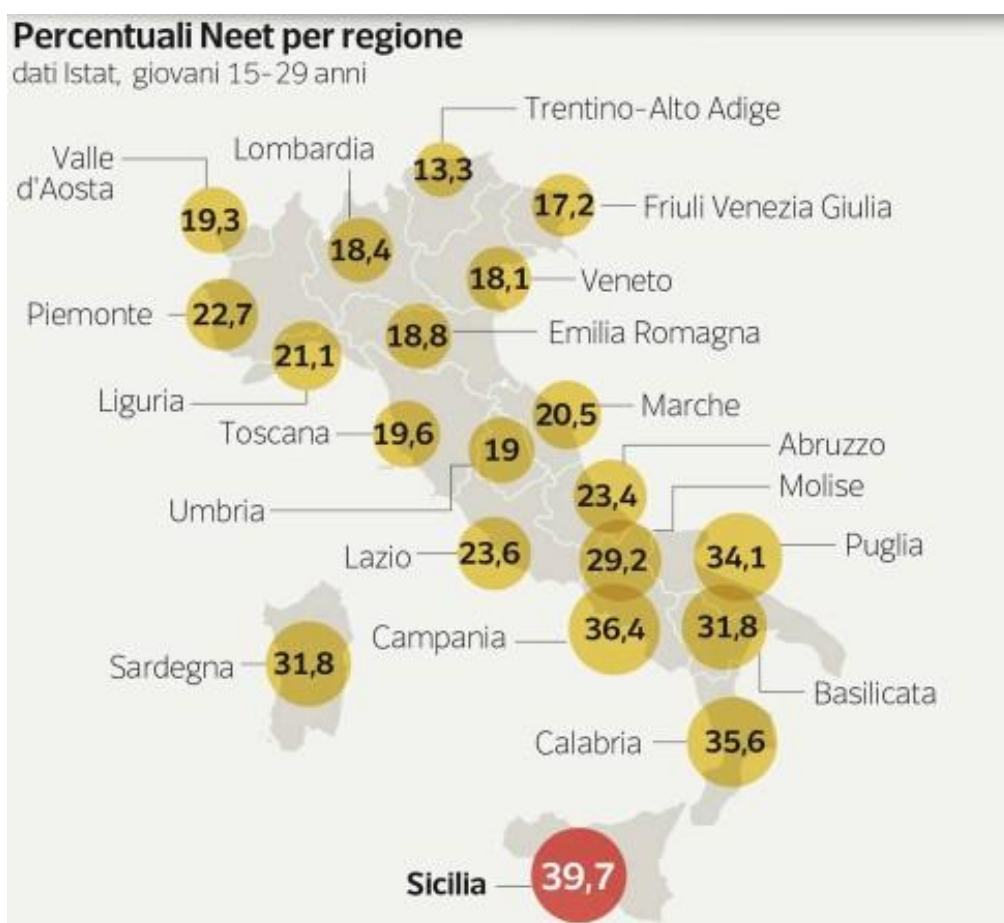 Percentuali Neet per regione
dati Istat, giovani 15-29 anni
Trentino-Alto Adige
13,3
Valle
d'Aosta
19,3
Lombardia
18,4
17,2
Friuli Venezia Giulia
18,1
Veneto
Piemonte
22,7
18,8
Emilia Romagna
21,1
Liguria
20,5
Marche
Toscana
19,6
19
Umbria
Abruzzo
23,4
Molise
29,2
Lazio
23,6
34,1
Puglia
Campania
36,4
31,8
Basilicata
Sardegna
31,8
Calabria
35,6
Sicilia
39,7